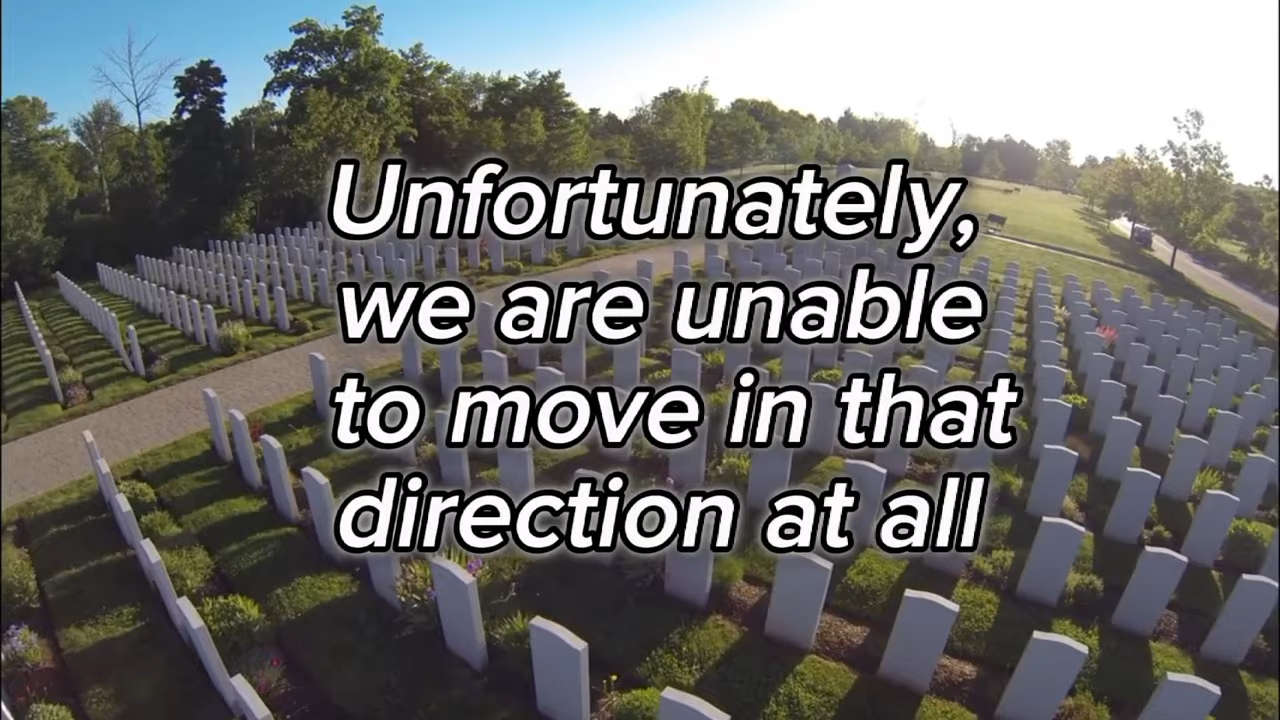 Unfortunately,
we are unable
to move in that
direction at all